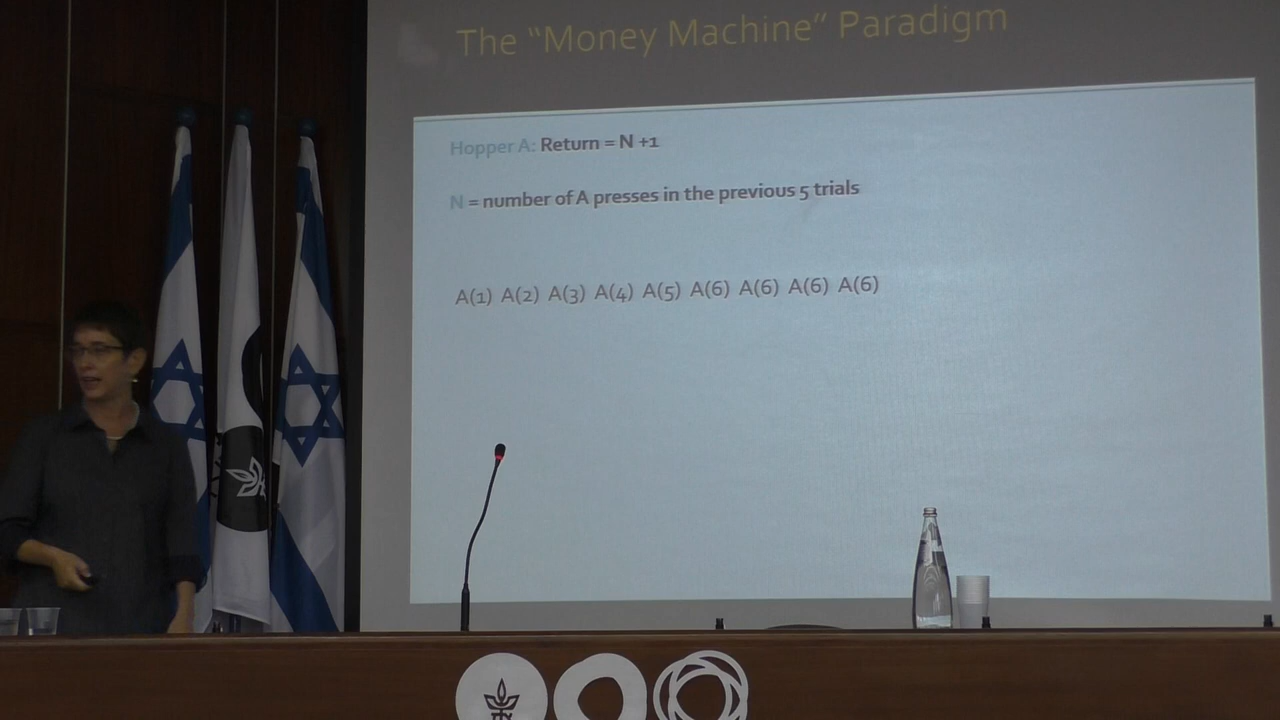 The “Money Machine” Paradigm
Hopper A: Return = N +1
N = number of A presses in the previous 5 trials
A(1) A(2) A(3) A(4) A(5) A(6) A(6) A(6) A(6)